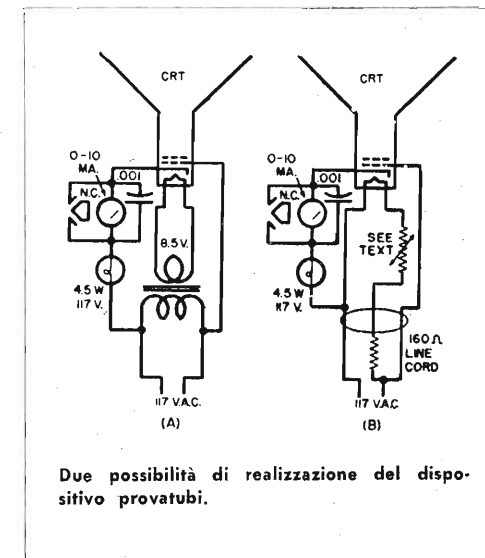 CRT
0-10
MA.
N.C.
.001
8.5 V.
4.5 W
117 V.
117 V.A.C.
(A)
CRT
0-10
MA.
N.C.
.001
SEE
TEXT
4.5 W
117 V.
160 Ω
LINE
CORD
117 V.A.C
(B)
Due possibilità di realizzazione del dispo-
sitivo provatubi.